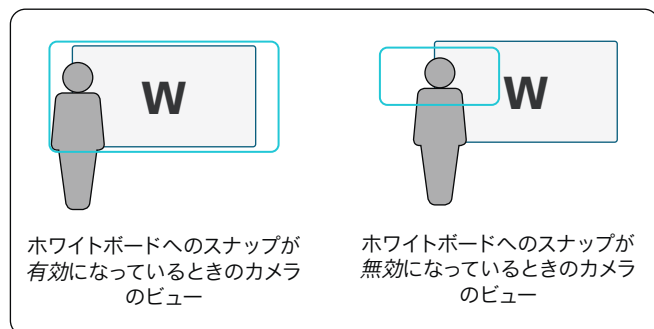 W
ホワイトボードへのスナップが
有効になっているときのカメラ
のビュー
W
ホワイトボードへのスナップが
無効になっているときのカメラ
のビュー